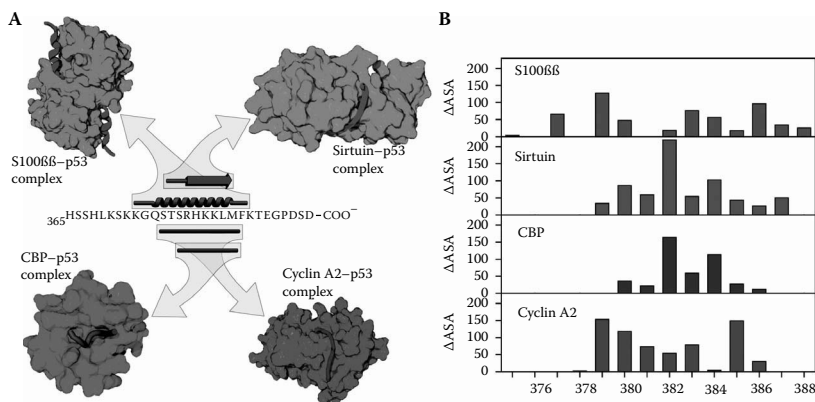 A
S100ßß–p53
complex
Sirtuin–p53
complex
365HSSHLKSKKGQSTSRHKKLMFKTEGPDSD-COO⁻
CBP–p53
complex
Cyclin A2–p53
complex
B
S100ßß
ΔASA
200
150
100
50
0
Sirtuin
ΔASA
200
150
100
50
0
CBP
ΔASA
200
150
100
50
0
Cyclin A2
ΔASA
200
150
100
50
0
376 378 380 382 384 386 388